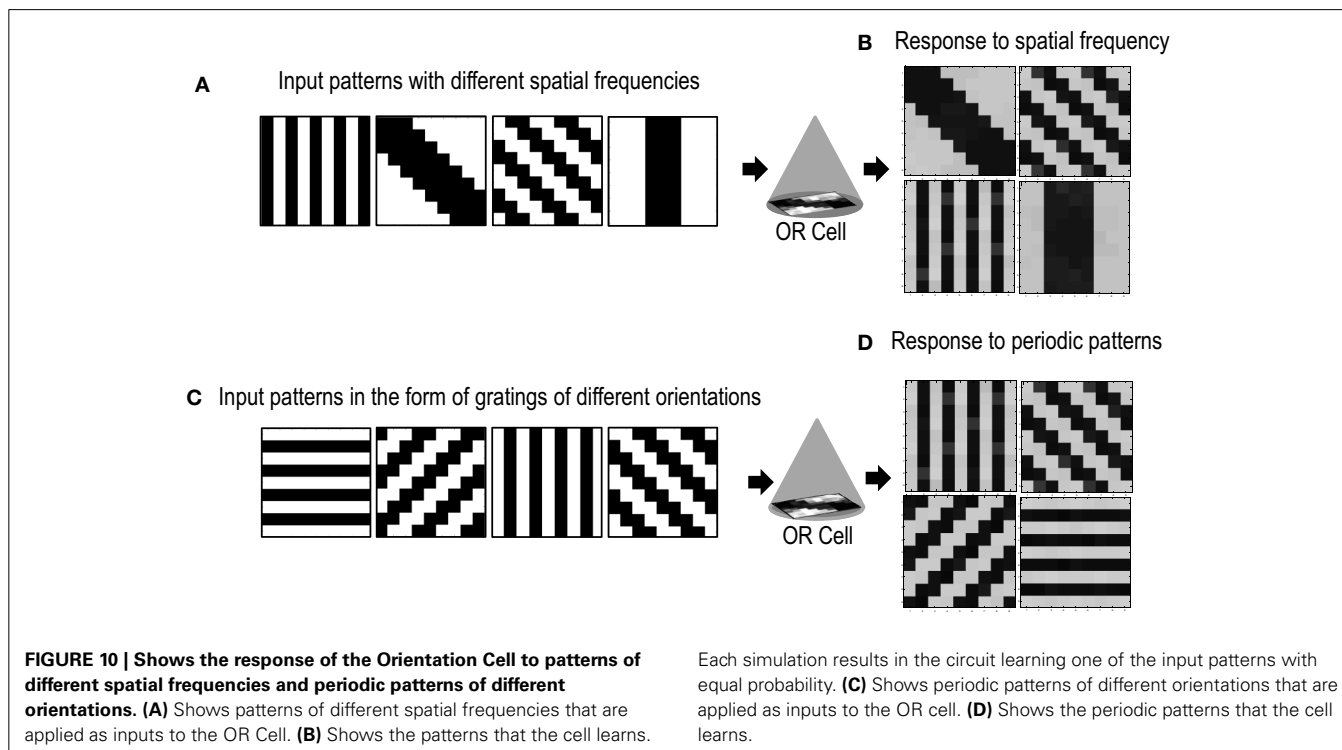 A Input patterns with different spatial frequencies
OR Cell
B Response to spatial frequency
C Input patterns in the form of gratings of different orientations
OR Cell
D Response to periodic patterns
FIGURE 10 | Shows the response of the Orientation Cell to patterns of
different spatial frequencies and periodic patterns of different
orientations. (A) Shows patterns of different spatial frequencies that are
applied as inputs to the OR Cell. (B) Shows the patterns that the cell learns.
Each simulation results in the circuit learning one of the input patterns with
equal probability. (C) Shows periodic patterns of different orientations that are
applied as inputs to the OR cell. (D) Shows the periodic patterns that the cell
learns.